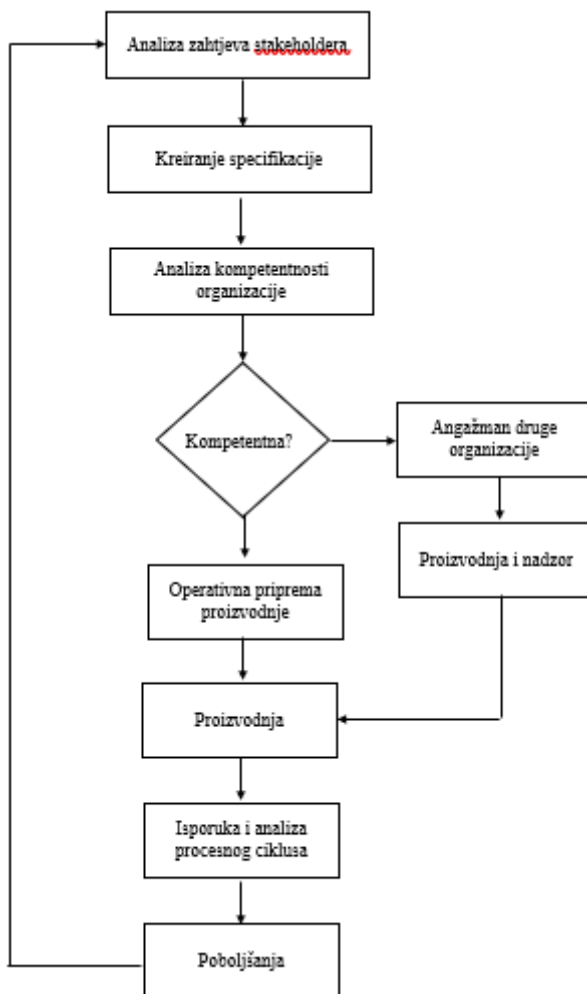 Analiza zahtjeva stakeholdera
Kreiranje specifikacije
Analiza kompetentnosti
organizacije
Kompetentna?
Angažman druge
organizacije
Proizvodnja i nadzor
Operativna priprema
proizvodnje
Proizvodnja
Isporuka i analiza
procesnog ciklusa
Poboljšanja